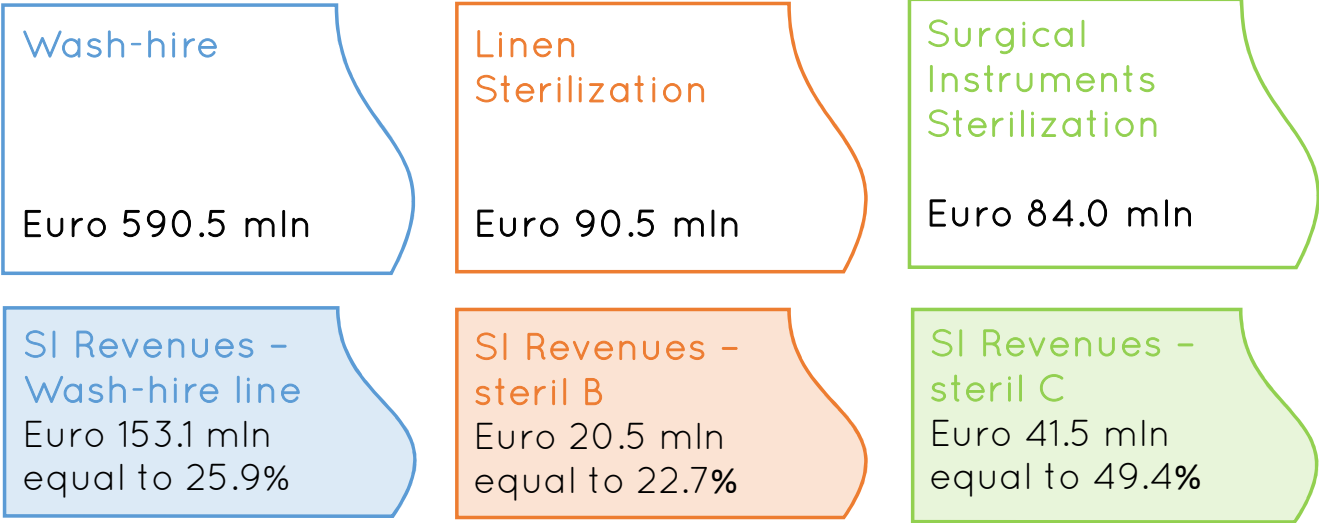 Wash-hire
Euro 590.5 mln
Linen
Sterilization
Euro 90.5 mln
Surgical
Instruments
Sterilization
Euro 84.0 mln
SI Revenues –
Wash-hire line
Euro 153.1 mln
equal to 25.9%
SI Revenues –
steril B
Euro 20.5 mln
equal to 22.7%
SI Revenues –
steril C
Euro 41.5 mln
equal to 49.4%